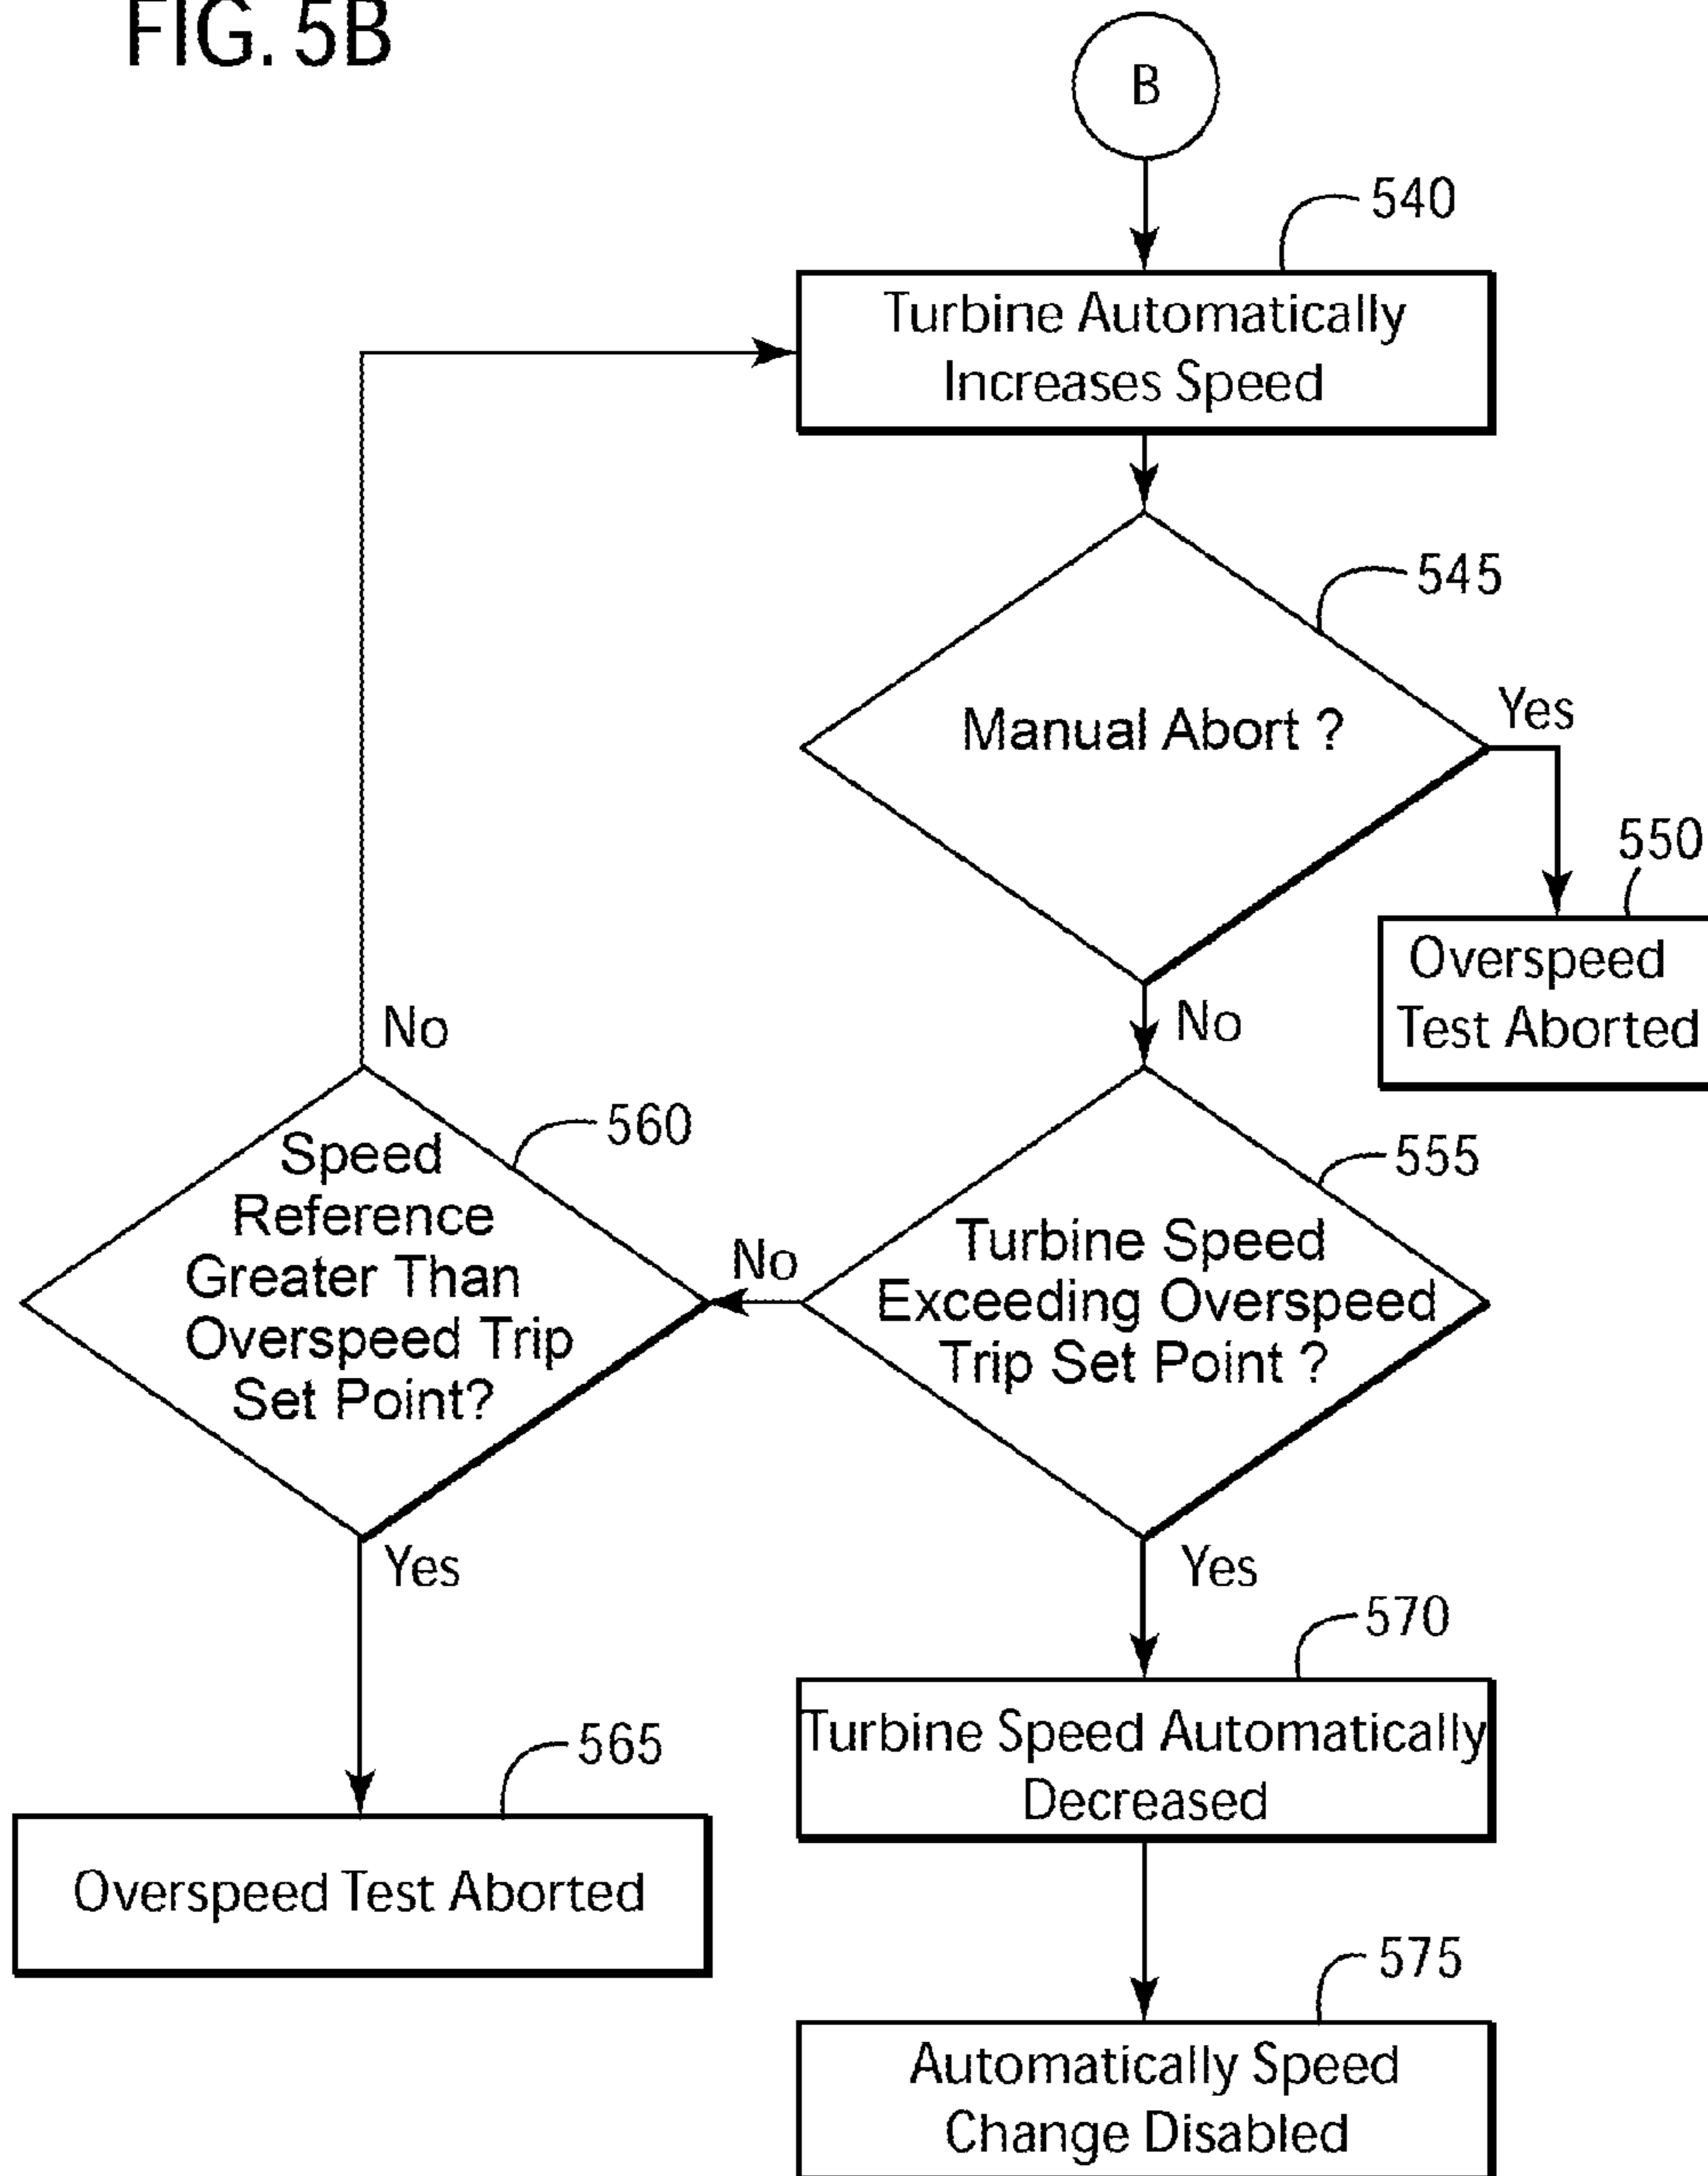 FIG. 5B
B
540
Turbine Automatically
Increases Speed
545
Manual Abort ?
Yes
550
Overspeed
Test Aborted
No
555
Turbine Speed
Exceeding Overspeed
Trip Set Point ?
No
560
Speed
Reference
Greater Than
Overspeed Trip
Set Point?
No
Yes
565
Overspeed Test Aborted
Yes
570
Turbine Speed Automatically
Decreased
575
Automatically Speed
Change Disabled